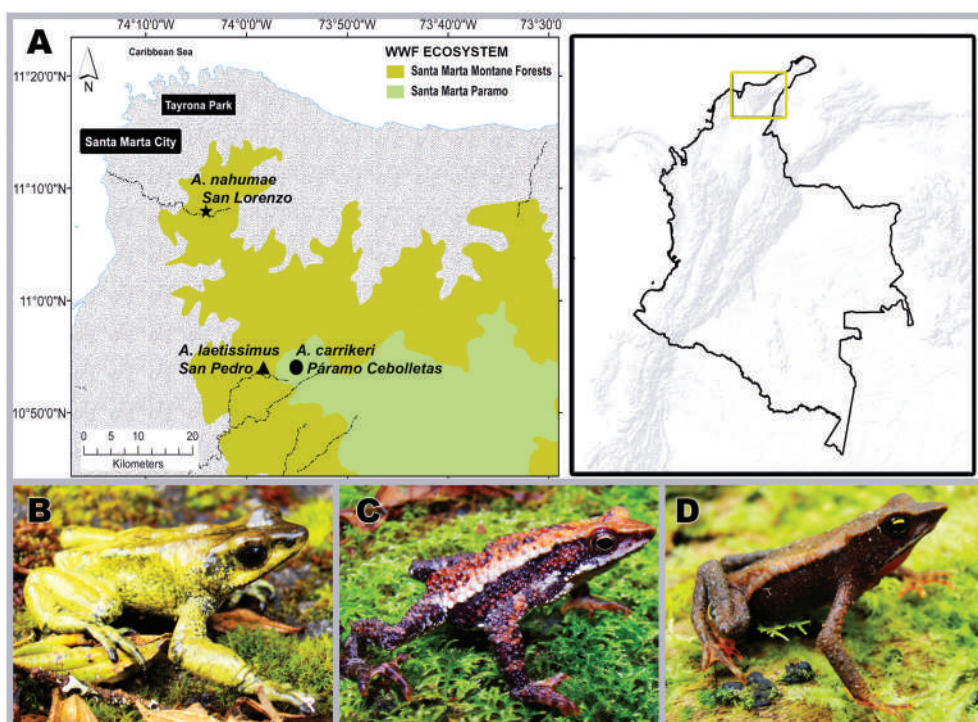 A
74°10'0"W
74°0'0"W
73°50'0"W
73°40'0"W
73°30'0
Caribbean Sea
WWF ECOSYSTEM
Santa Marta Montane Forests
Santa Marta Paramo
11°20'0"N
N
Tayrona Park
Santa Marta City
11°10'0"N
A. nahumae
San Lorenzo
11°0'0"N
A. laetissimus
San Pedro
A. carrikeri
Páramo Cebolletas
10°50'0"N
0 5 10 20
Kilometers
B
C
D